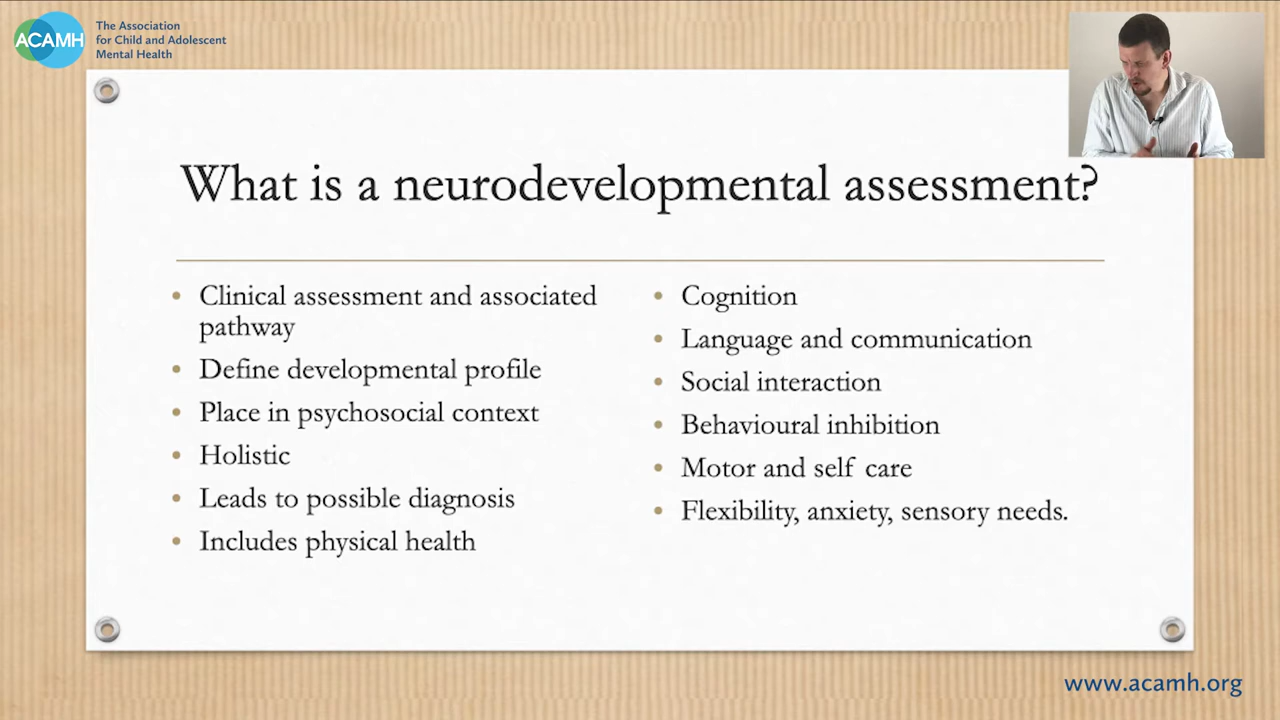 ACAMH
The Association
for Child and Adolescent
Mental Health
What is a neurodevelopmental assessment?
• Clinical assessment and associated
pathway
• Define developmental profile
• Place in psychosocial context
• Holistic
• Leads to possible diagnosis
• Includes physical health
• Cognition
• Language and communication
• Social interaction
• Behavioural inhibition
• Motor and self care
• Flexibility, anxiety, sensory needs.
www.acamh.org